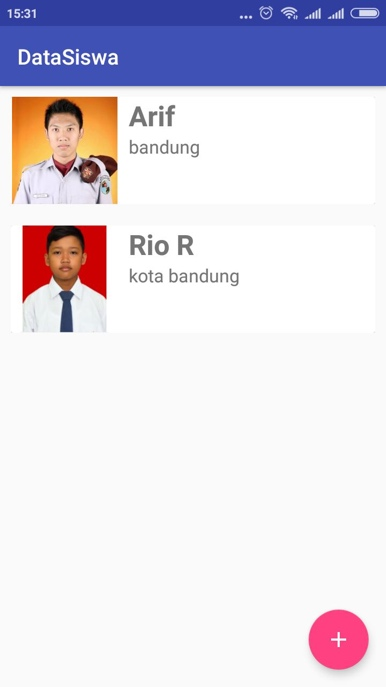 15:31
DataSiswa
Arif
bandung
Rio R
kota bandung